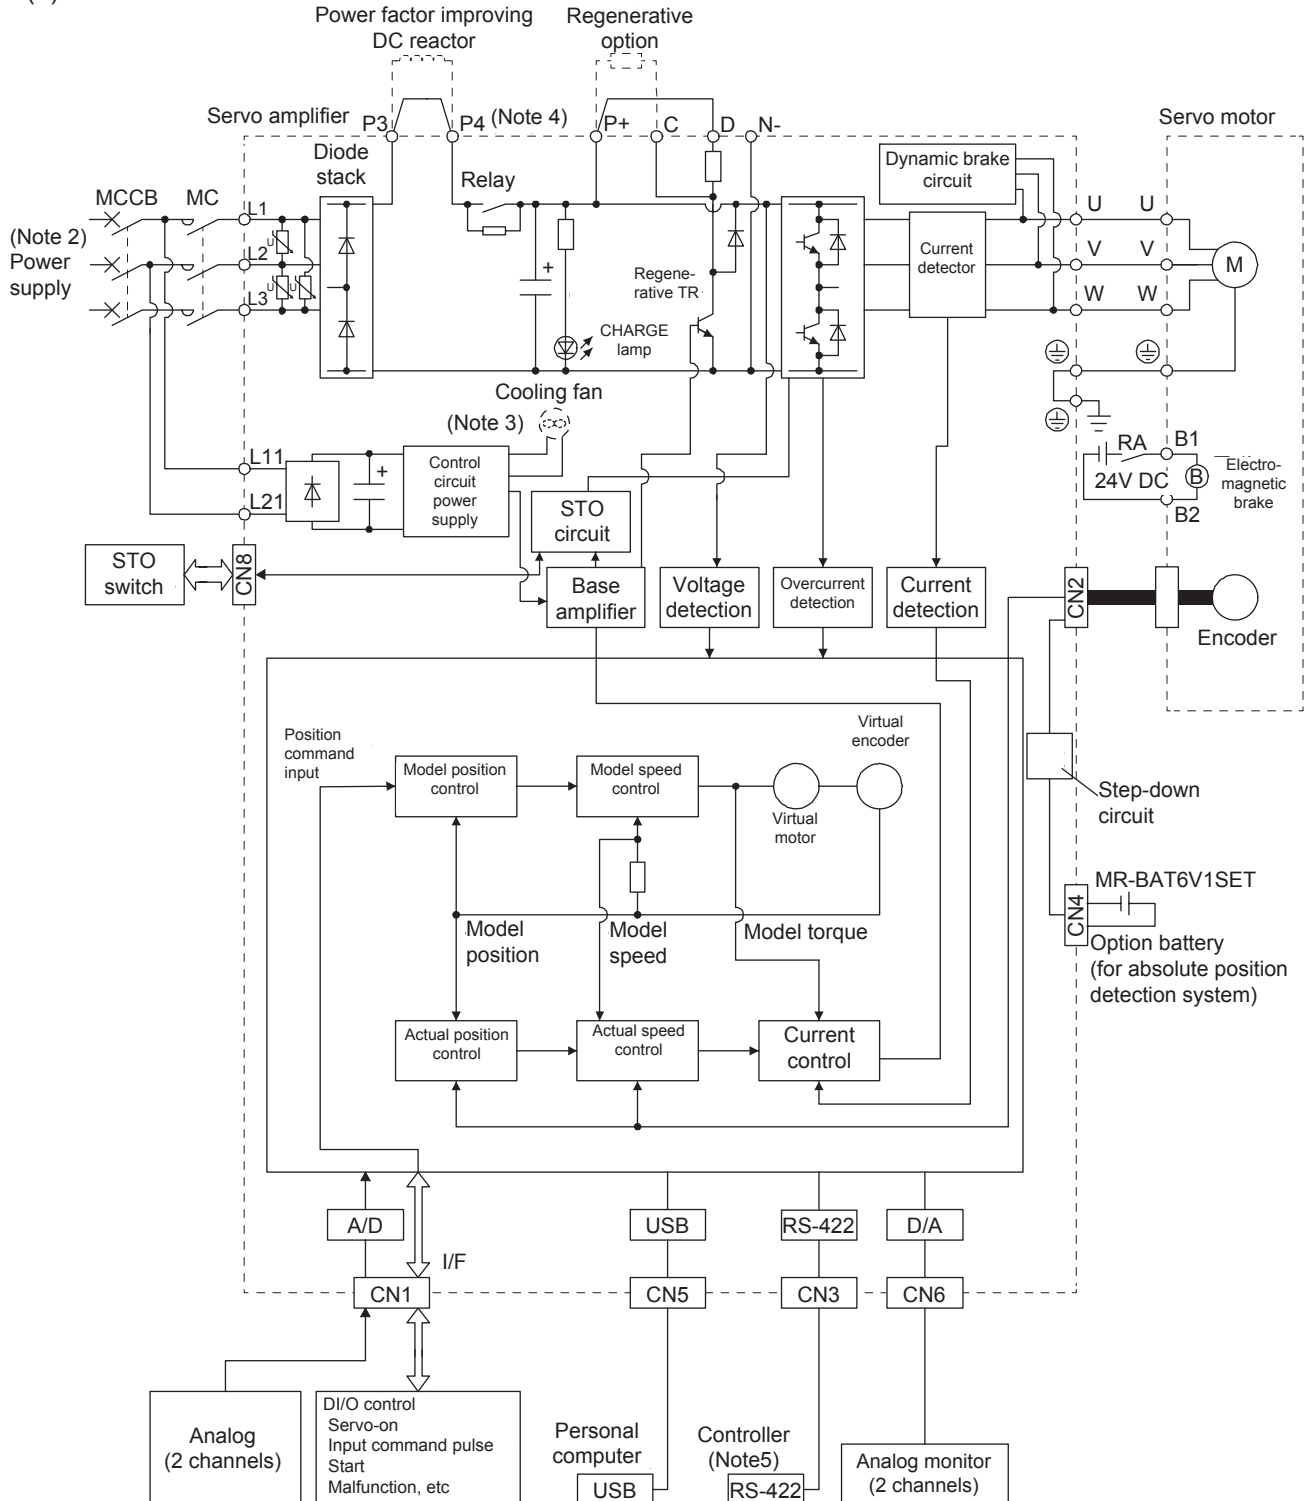 Power factor improving
DC reactor
Regenerative
option
Servo amplifier
P3
P4
(Note 4)
P+
C
D
N-
Servo motor
Diode
stack
Relay
Dynamic brake
circuit
MCCB
MC
L1
L2
L3
(Note 2)
Power
supply
U
U
U
+
Regene-
rative TR
CHARGE
lamp
Current
detector
U
U
V
V
W
W
M
Cooling fan
(Note 3)
L11
L21
+
Control
circuit
power
supply
STO
circuit
RA
24V DC
B1
B
B2
Electro-
magnetic
brake
STO
switch
CN8
Base
amplifier
Voltage
detection
Overcurrent
detection
Current
detection
CN2
Encoder
Position
command
input
Model position
control
Model speed
control
Virtual
encoder
Virtual
motor
Step-down
circuit
Model
position
Model
speed
Model torque
MR-BAT6V1SET
CN4
Option battery
(for absolute position
detection system)
Actual position
control
Actual speed
control
Current
control
A/D
USB
RS-422
D/A
I/F
CN1
CN5
CN3
CN6
Analog
(2 channels)
DI/O control
Servo-on
Input command pulse
Start
Malfunction, etc
Personal
computer
USB
Controller
(Note5)
RS-422
Analog monitor
(2 channels)